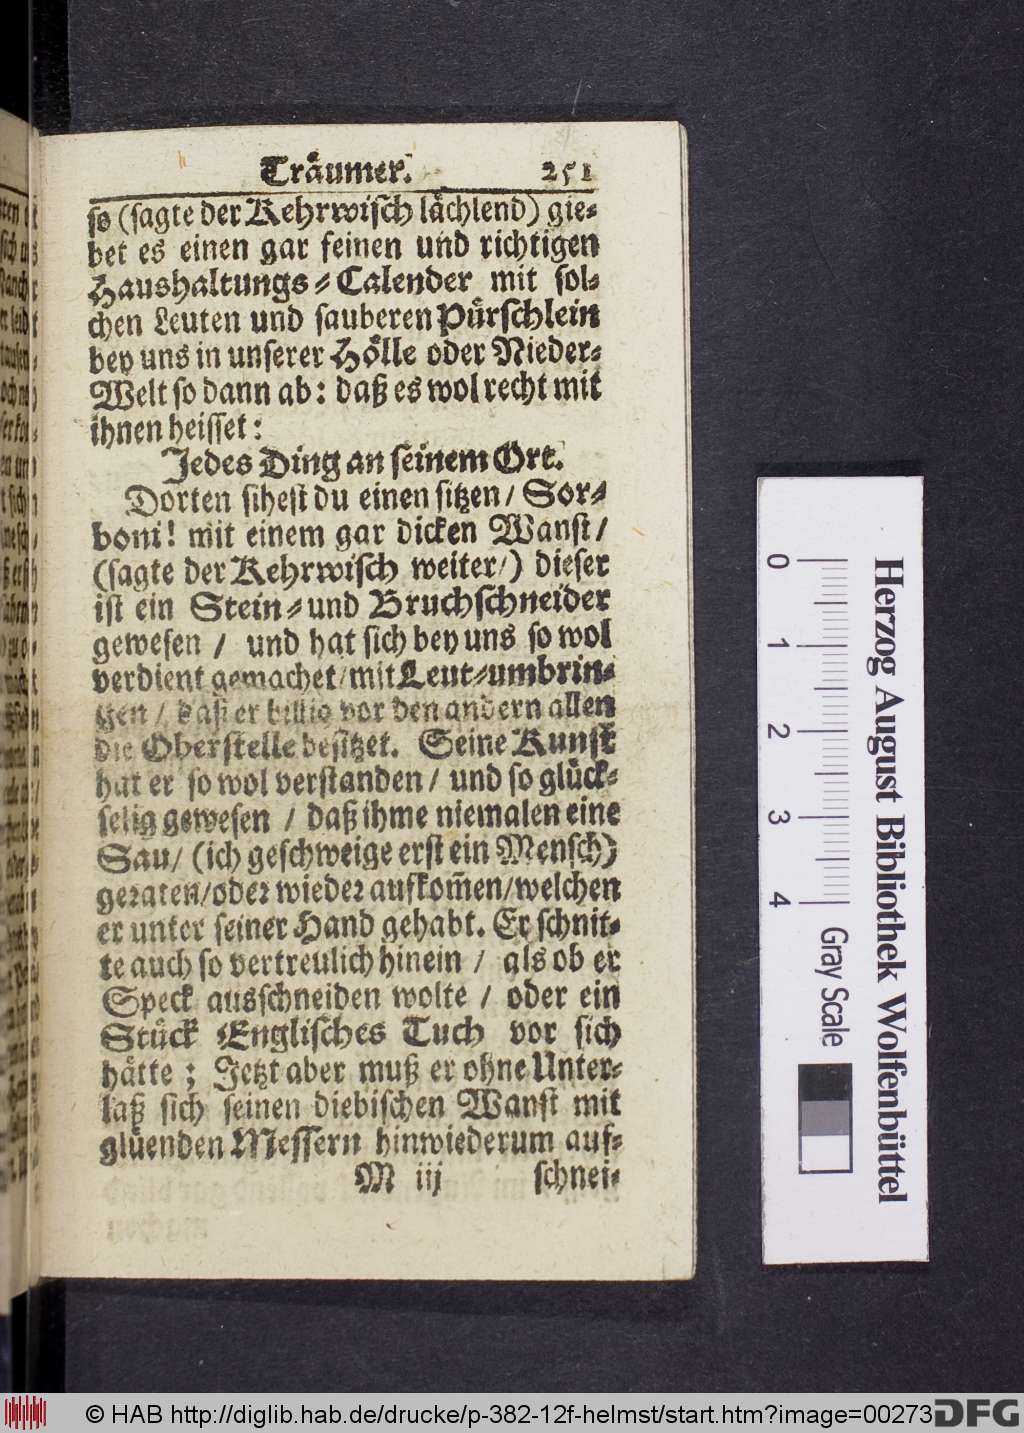 Träumer. 251
so (sagte der Kehrwisch lächlend) gie-
bet es einen gar feinen und richtigen
Haushaltungs-Calender mit sol-
chen Leuten und sauberen Pürschlein
bey uns in unserer Hölle oder Nieder-
Welt so dann ab: daß es wol recht mit
ihnen heisset:
Jedes Ding an seinem Ort.
Dorten sihest du einen sitzen / Sor-
boni! mit einem gar dicken Wanst /
(sagte der Kehrwisch weiter /) dieser
ist ein Stein- und Bruchschneider
gewesen / und hat sich bey uns so wol
verdient gemachet / mit Leut-umbrin-
gen / daß er billig vor den andern allen
die Oberstelle besitzet. Seine Kunst
hat er so wol verstanden / und so glück-
selig gewesen / daß ihme niemalen eine
Sau / (ich geschweige erst ein Mensch)
geraten / oder wieder aufkom̃en / welchen
er unter seiner Hand gehabt. Er schnit-
te auch so vertreulich hinein / als ob er
Speck ausschneiden wolte / oder ein
Stück Englisches Tuch vor sich
hätte ; Jetzt aber muß er ohne Unter-
laß sich seinen diebischen Wanst mit
glüenden Messern hinwiederum auf-
M iij schnei-
0 1 2 3 4 Gray Scale
Herzog August Bibliothek Wolfenbüttel
© HAB http://diglib.hab.de/drucke/p-382-12f-helmst/start.htm?image=00273
DFG